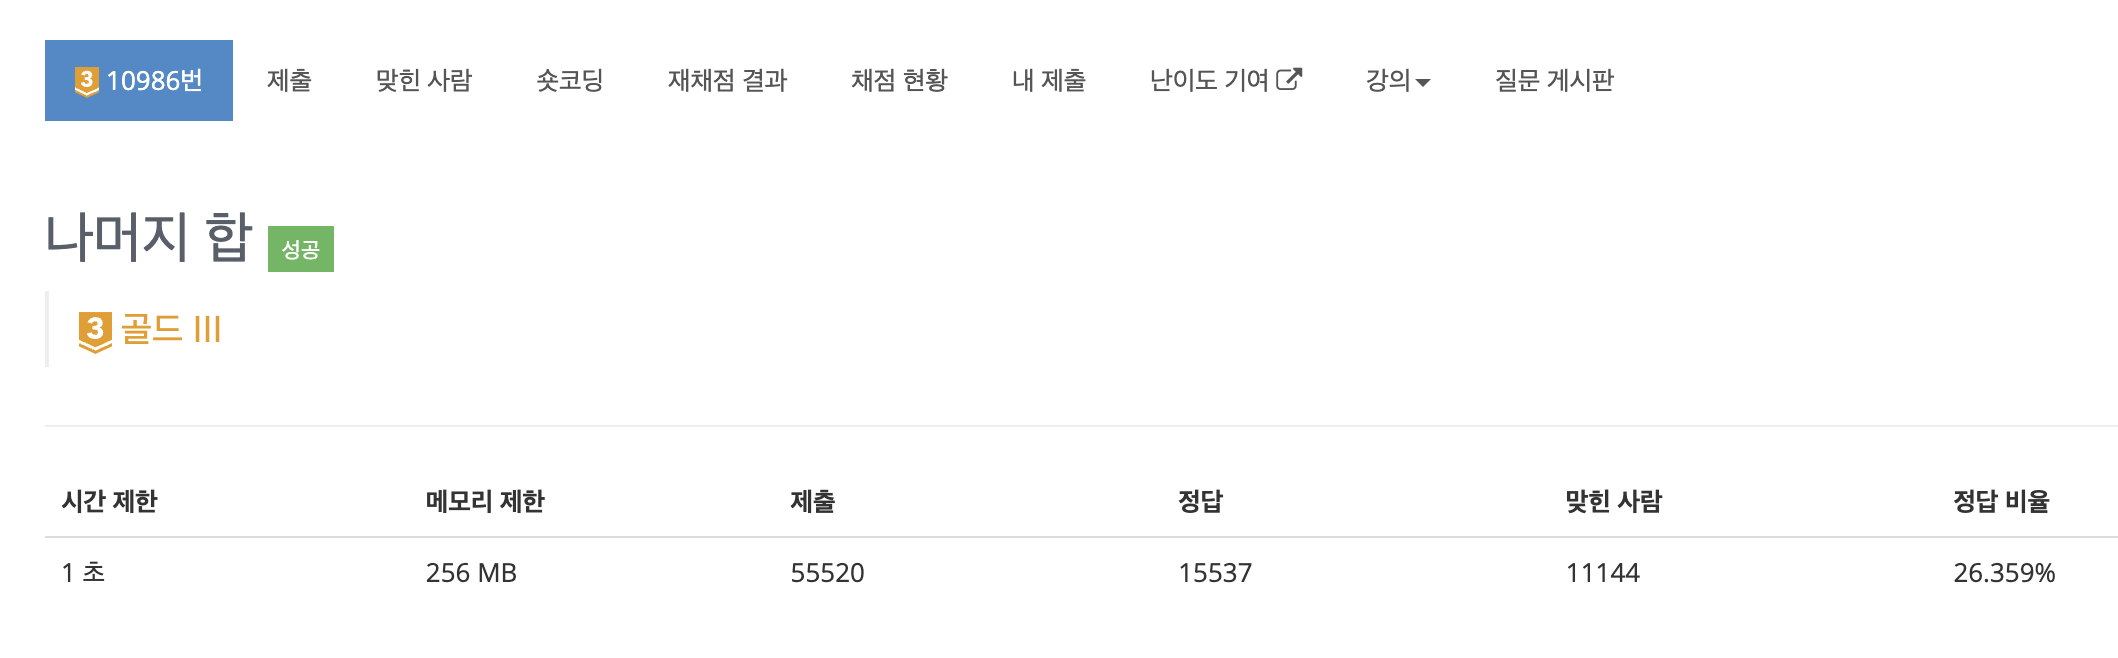 3 10986번 제출 맞힌 사람 숏코딩 재채점 결과 채점 현황 내 제출 난이도 기여 강의 질문 게시판
나머지 합 성공
3 골드 III
시간 제한 메모리 제한 제출 정답 맞힌 사람 정답 비율
1 초 256 MB 55520 15537 11144 26.359%